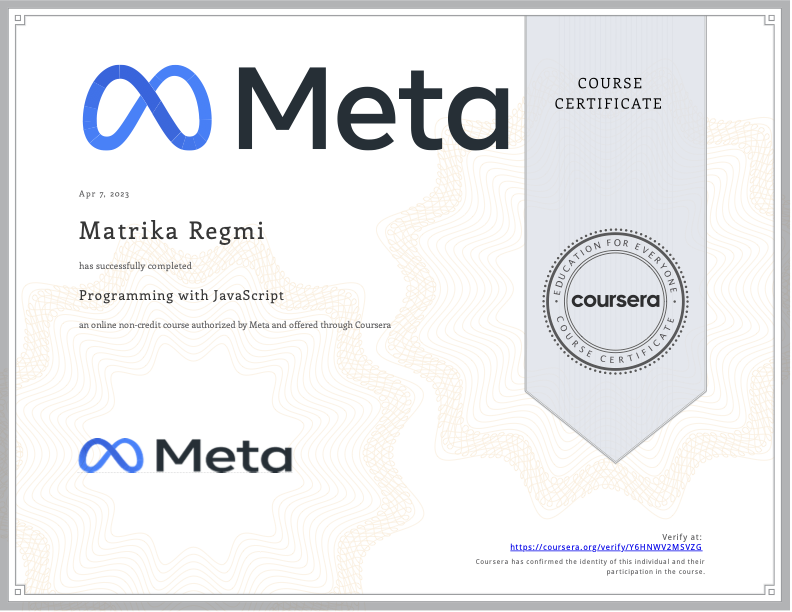 Meta
COURSE
CERTIFICATE
Apr 7, 2023
Matrika Regmi
has successfully completed
Programming with JavaScript
an online non-credit course authorized by Meta and offered through Coursera
EDUCATION FOR EVERYONE
coursera
COURSE CERTIFICATE
Meta
Verify at:
https://coursera.org/verify/Y6HNWV2MSVZG
Coursera has confirmed the identity of this individual and their
participation in the course.